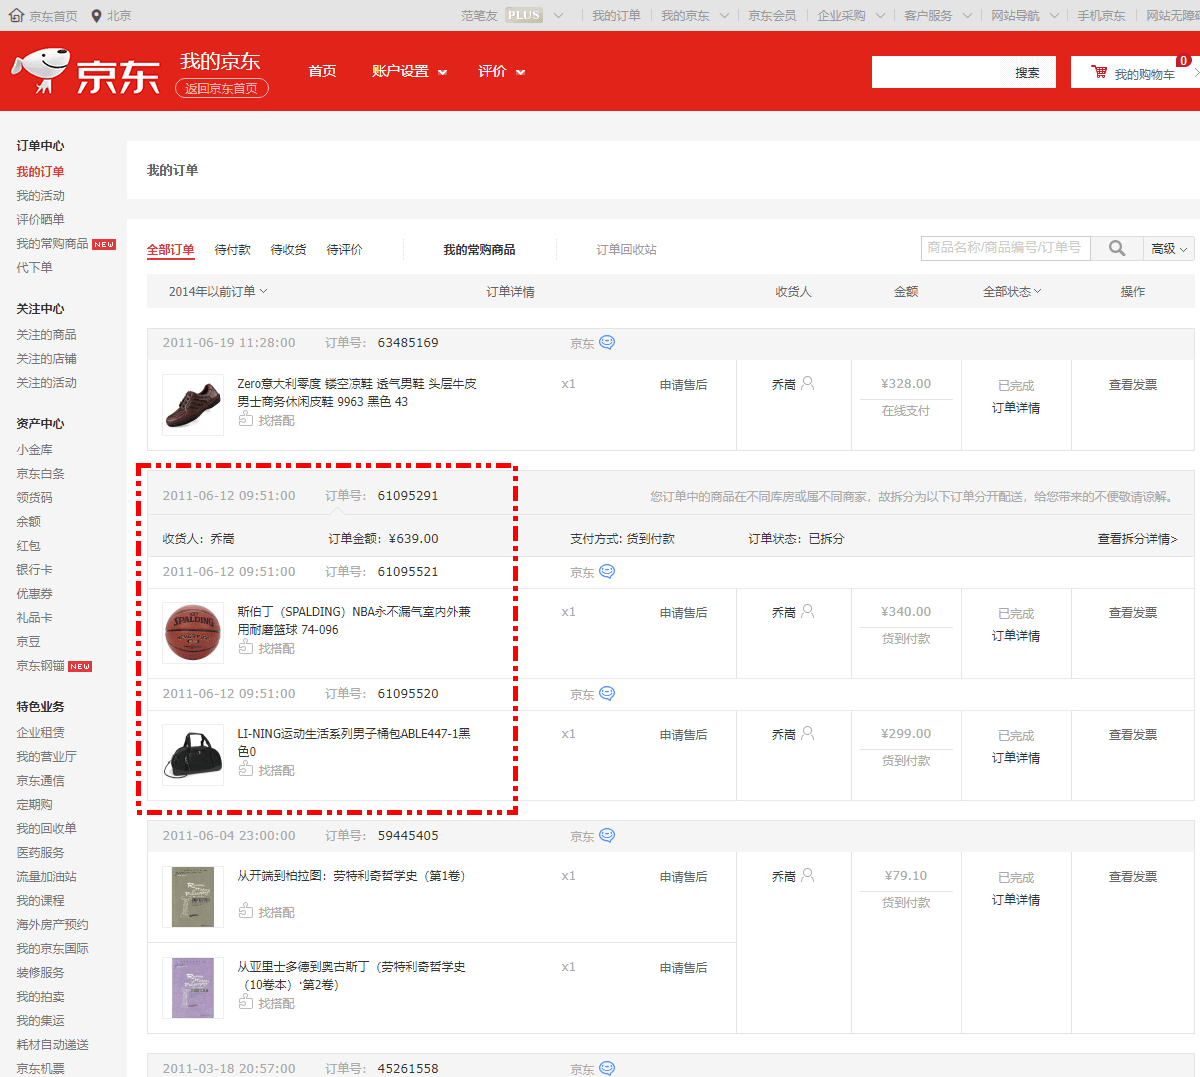 京东首页 北京 范笔友 PLUS 我的订单 我的京东 京东会员 企业采购 客户服务 网站导航 手机京东 网站无障碍
京东 我的京东 返回京东首页 首页 账户设置 评价 搜索 我的购物车 0
订单中心
我的订单
我的活动
评价晒单
我的常购商品 NEW
代下单
关注中心
关注的商品
关注的店铺
关注的活动
资产中心
小金库
京东白条
领货码
余额
红包
银行卡
优惠券
礼品卡
京豆
京东钢镚 NEW
特色业务
企业租赁
我的营业厅
京东通信
定期购
我的回收单
医药服务
流量加油站
我的课程
海外房产预约
我的京东国际
装修服务
我的拍卖
我的集运
耗材自动递送
京东机票
我的订单
全部订单 待付款 待收货 待评价 我的常购商品 订单回收站 商品名称/商品编号/订单号 高级
2014年以前订单 订单详情 收货人 金额 全部状态 操作
2011-06-19 11:28:00 订单号: 63485169 京东
Zero意大利零度 镂空凉鞋 透气男鞋 头层牛皮 x1 申请售后 乔嵩 ¥328.00 已完成 查看发票
男士商务休闲皮鞋 9963 黑色 43 在线支付 订单详情
找搭配
2011-06-12 09:51:00 订单号: 61095291 您订单中的商品在不同库房或属不同商家，故拆分为以下订单分开配送，给您带来的不便敬请谅解。
收货人：乔嵩 订单金额：¥639.00 支付方式: 货到付款 订单状态：已拆分 查看拆分详情>
2011-06-12 09:51:00 订单号: 61095521 京东
斯伯丁（SPALDING）NBA永不漏气室内外兼 x1 申请售后 乔嵩 ¥340.00 已完成 查看发票
用耐磨篮球 74-096 货到付款 订单详情
找搭配
SPALDING
2011-06-12 09:51:00 订单号: 61095520 京东
LI-NING运动生活系列男子桶包ABLE447-1黑 x1 申请售后 乔嵩 ¥299.00 已完成 查看发票
色0 货到付款 订单详情
找搭配
2011-06-04 23:00:00 订单号: 59445405 京东
从开端到柏拉图：劳特利奇哲学史（第1卷） x1 申请售后 乔嵩 ¥79.10 已完成 查看发票
货到付款 订单详情
找搭配
从亚里士多德到奥古斯丁（劳特利奇哲学史 x1 申请售后
（10卷本）·第2卷）
找搭配
2011-03-18 20:57:00 订单号: 45261558 京东